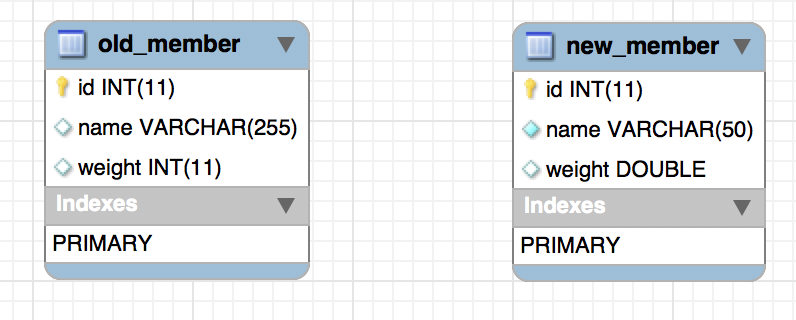 old_member
id INT(11)
name VARCHAR(255)
weight INT(11)
Indexes
PRIMARY
new_member
id INT(11)
name VARCHAR(50)
weight DOUBLE
Indexes
PRIMARY